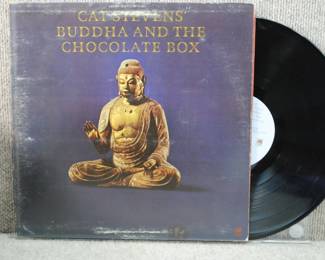 CAT STEVENS'
BUDDHA AND THE
CHOCOLATE BOX